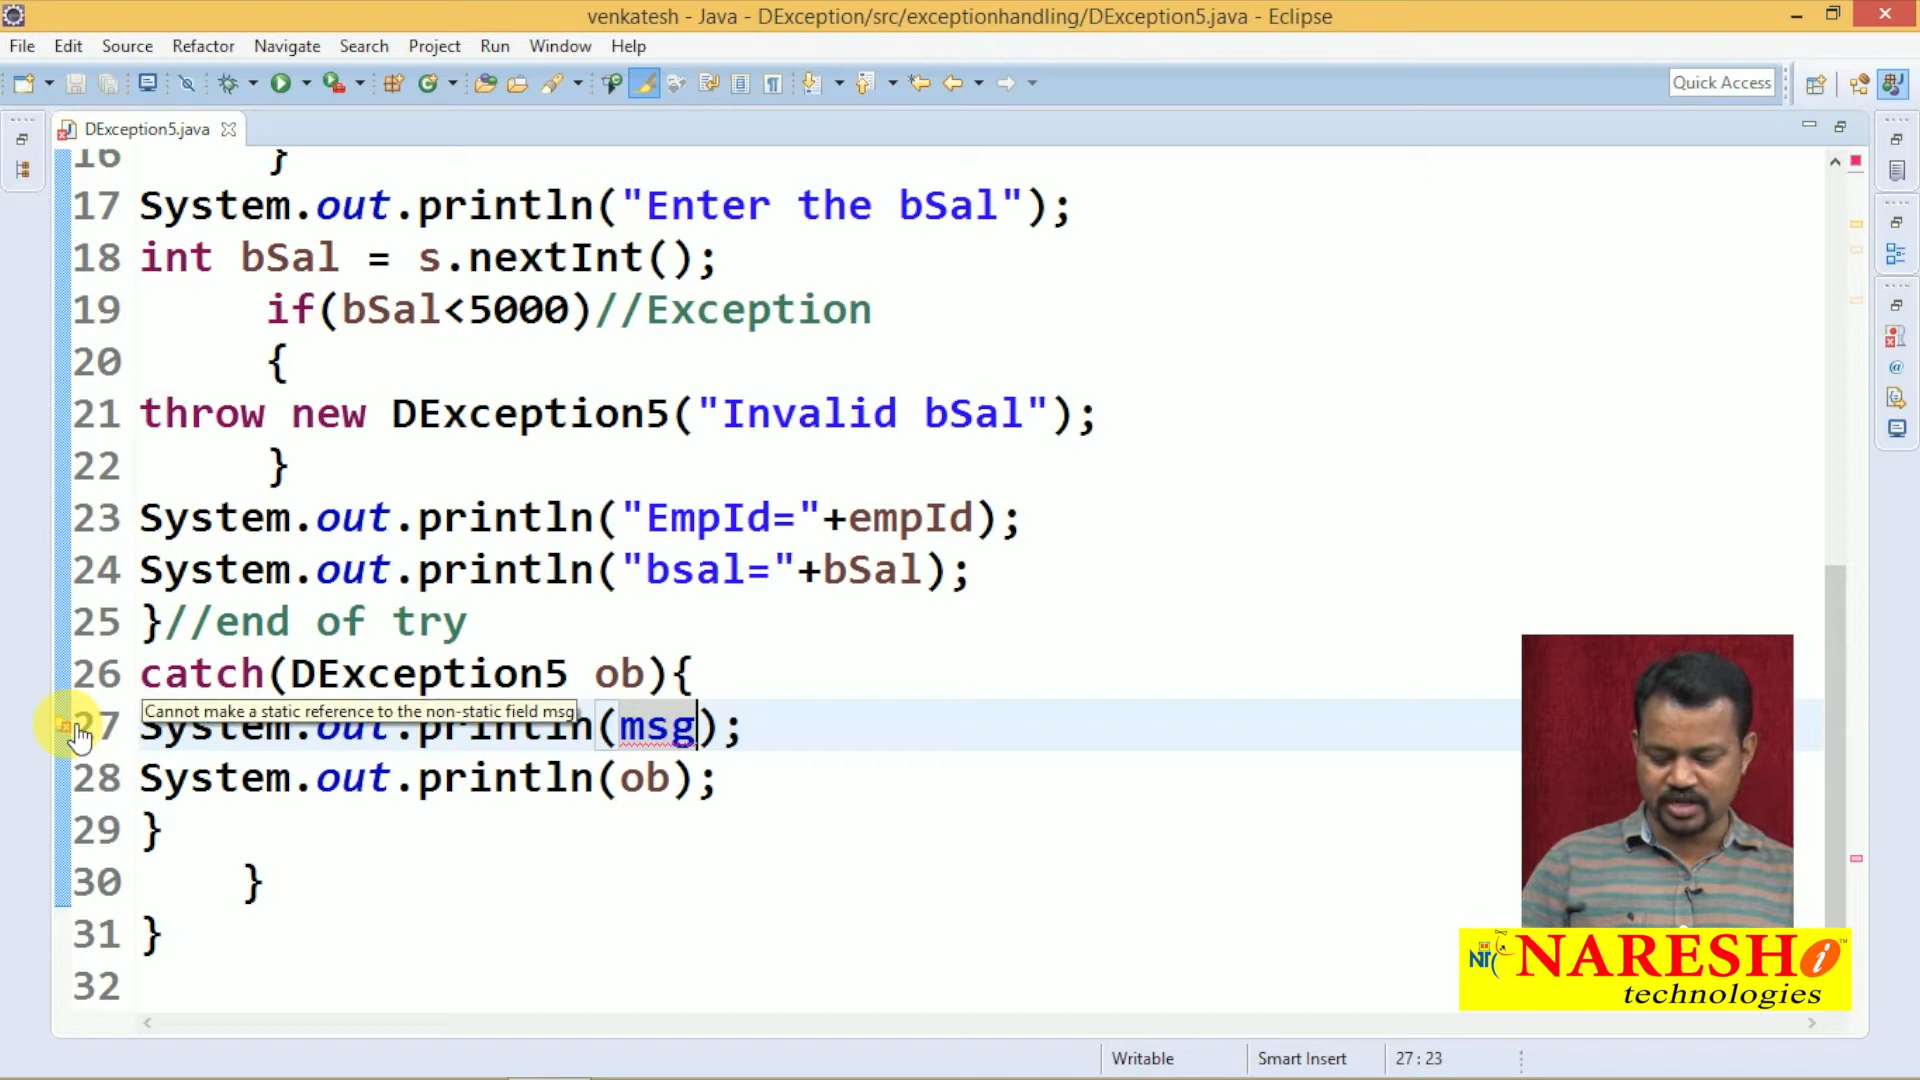 venkatesh - Java - DException/src/exceptionhandling/DException5.java - Eclipse
File Edit Source Refactor Navigate Search Project Run Window Help
Quick Access
DException5.java
16 }
17 System.out.println("Enter the bSal");
18 int bSal = s.nextInt();
19 if(bSal<5000)//Exception
20 {
21 throw new DException5("Invalid bSal");
22 }
23 System.out.println("EmpId="+empId);
24 System.out.println("bsal="+bSal);
25 }//end of try
26 catch(DException5 ob){
Cannot make a static reference to the non-static field msg
27 System.out.println(msg);
28 System.out.println(ob);
29 }
30 }
31 }
32
NARESH i
technologies
Writable Smart Insert 27 : 23